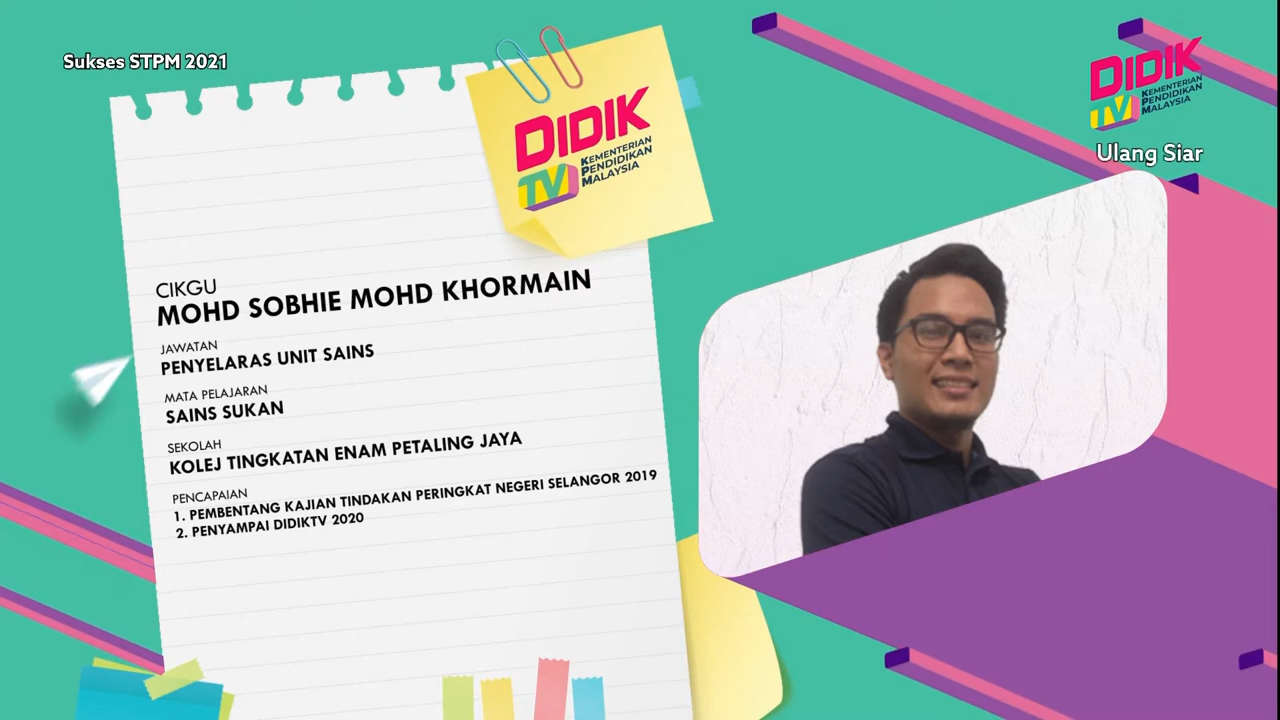 Sukses STPM 2021
DIDIK
TV
KEMENTERIAN
PENDIDIKAN
MALAYSIA
DIDIK
TV
KEMENTERIAN
PENDIDIKAN
MALAYSIA
Ulang Siar
CIKGU
MOHD SOBHIE MOHD KHORMAIN
JAWATAN
PENYELARAS UNIT SAINS
MATA PELAJARAN
SAINS SUKAN
SEKOLAH
KOLEJ TINGKATAN ENAM PETALING JAYA
PENCAPAIAN
1. PEMBENTANG KAJIAN TINDAKAN PERINGKAT NEGERI SELANGOR 2019
2. PENYAMPAI DIDIKTV 2020